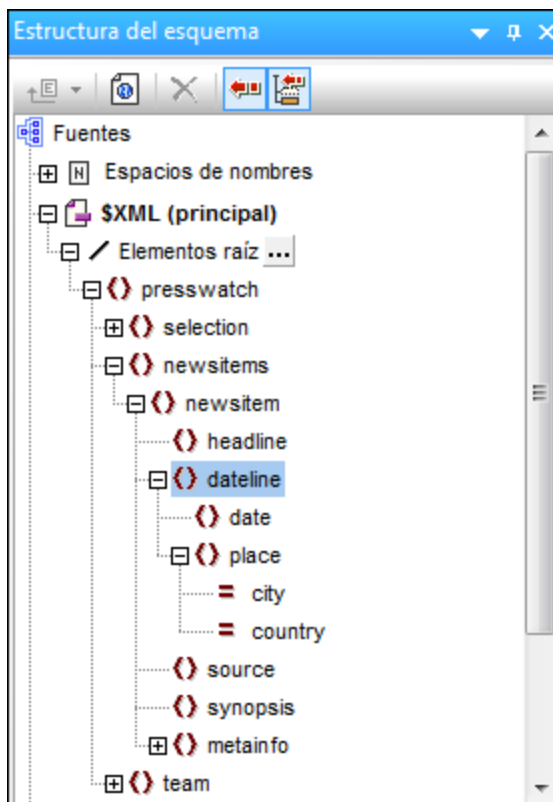 Estructura del esquema
Fuentes
Espacios de nombres
$XML (principal)
Elementos raíz ...
presswatch
selection
newsitems
newsitem
headline
dateline
date
place
city
country
source
synopsis
metainfo
team